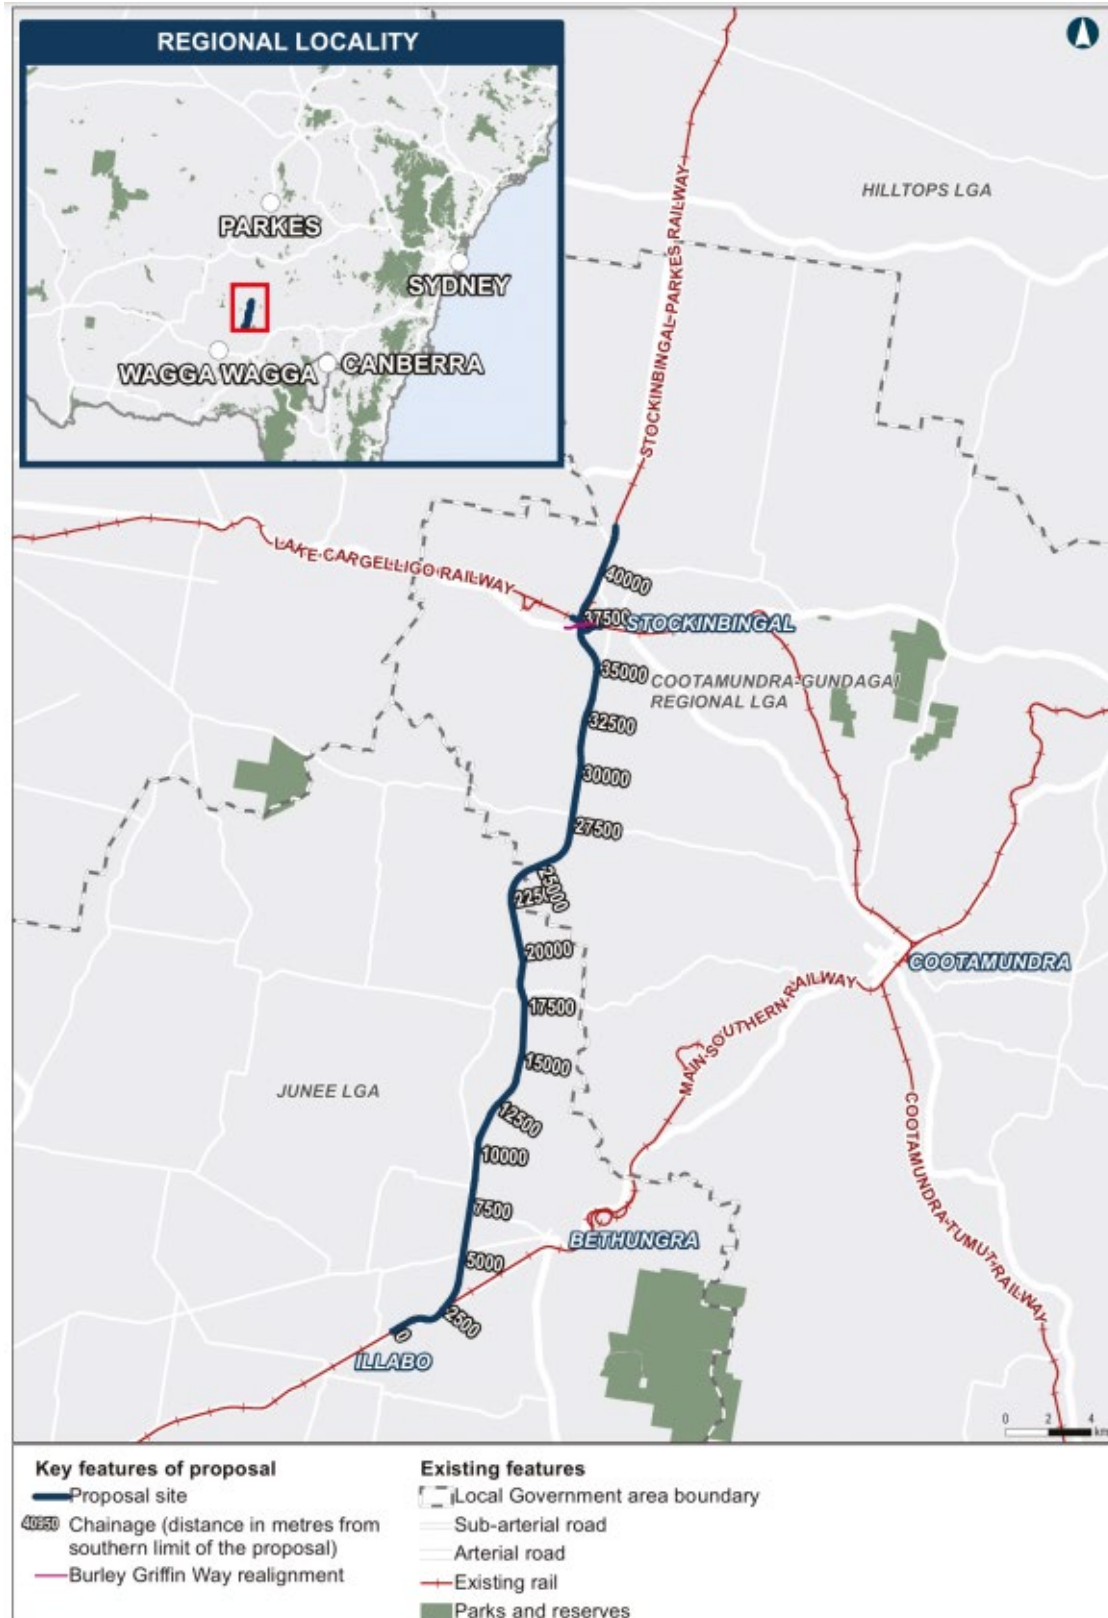 REGIONAL LOCALITY
PARKES
SYDNEY
WAGGA WAGGA
CANBERRA
HILLTOPS LGA
STOCKINBINGAL-PARKES RAILWAY
LAKE CARGELLIGO RAILWAY
40000
37500
STOCKINBINGAL
35000
COOTAMUNDRA-GUNDAGAI
REGIONAL LGA
32500
30000
27500
25000
22500
20000
COOTAMUNDRA
17500
MAIN SOUTHERN RAILWAY
15000
JUNEE LGA
12500
10000
COOTAMUNDRA-TUMUT RAILWAY
7500
BETHUNGRA
5000
2500
0
ILLABO
0 2 4
km
Key features of proposal
Proposal site
40950 Chainage (distance in metres from
southern limit of the proposal)
Burley Griffin Way realignment
Existing features
Local Government area boundary
Sub-arterial road
Arterial road
Existing rail
Parks and reserves